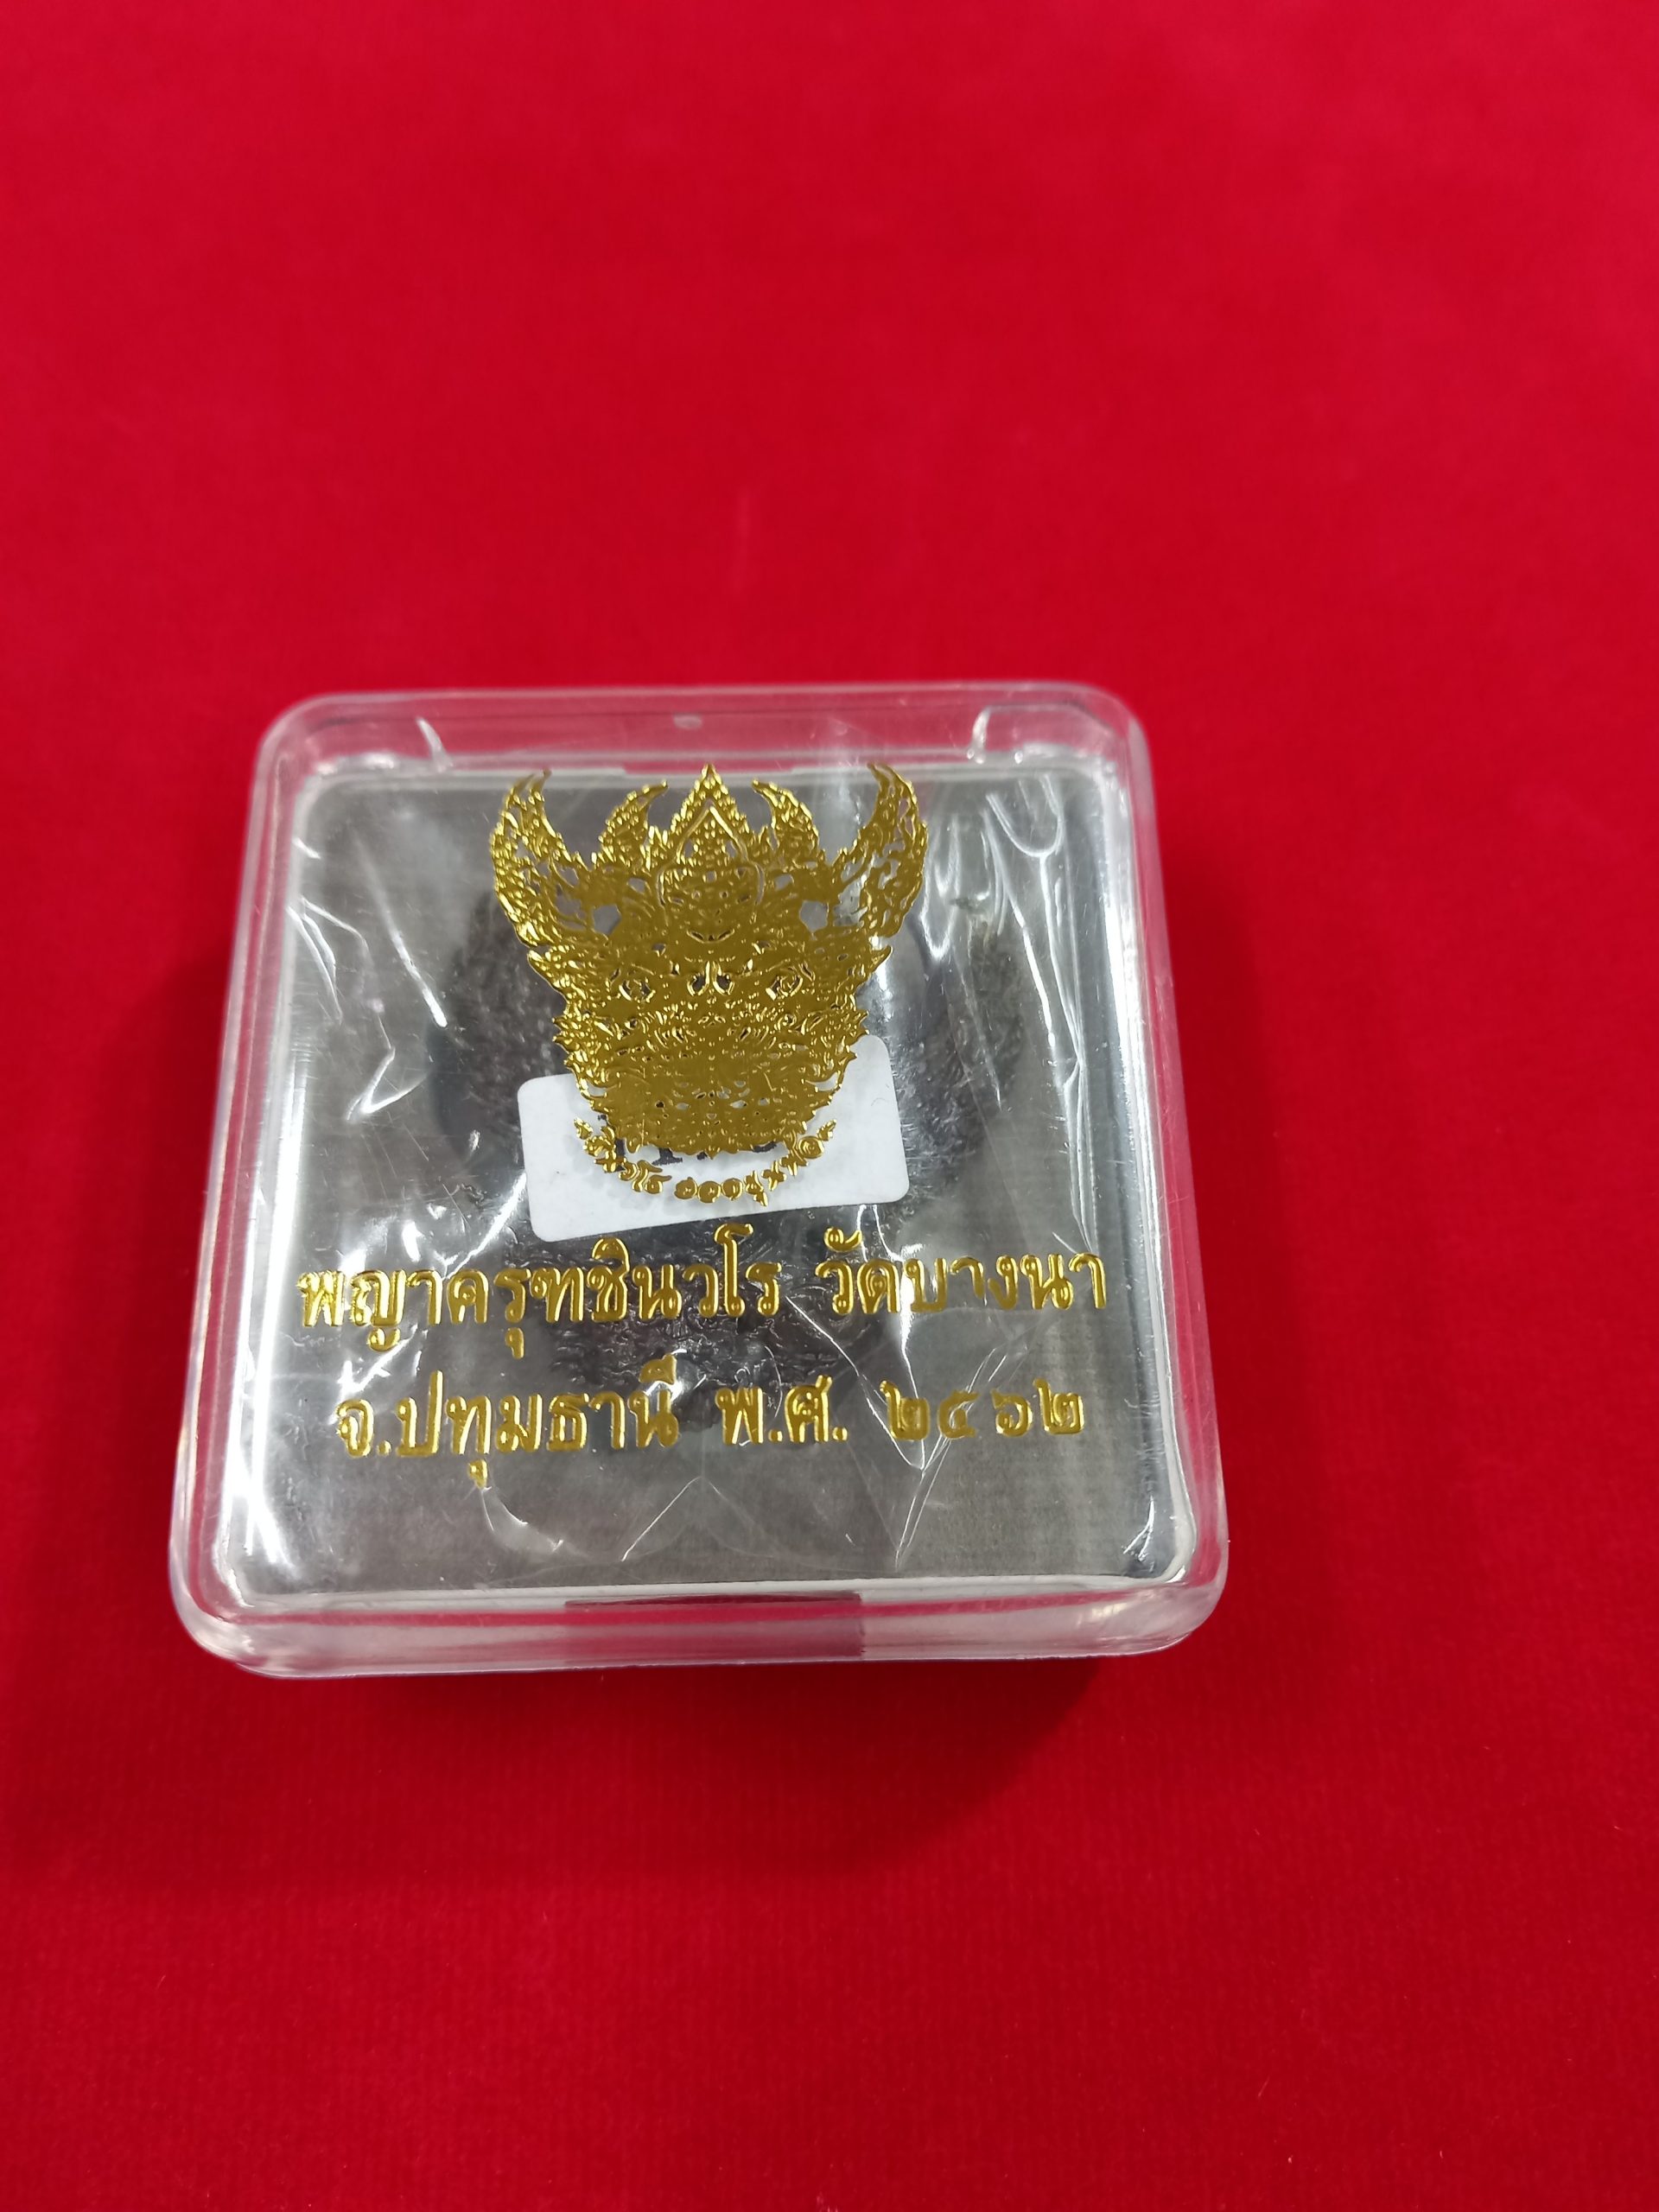 พญาครุฑชินวโร วัดบางนา
จ.ปทุมธานี พ.ศ. ๒๕๖๒